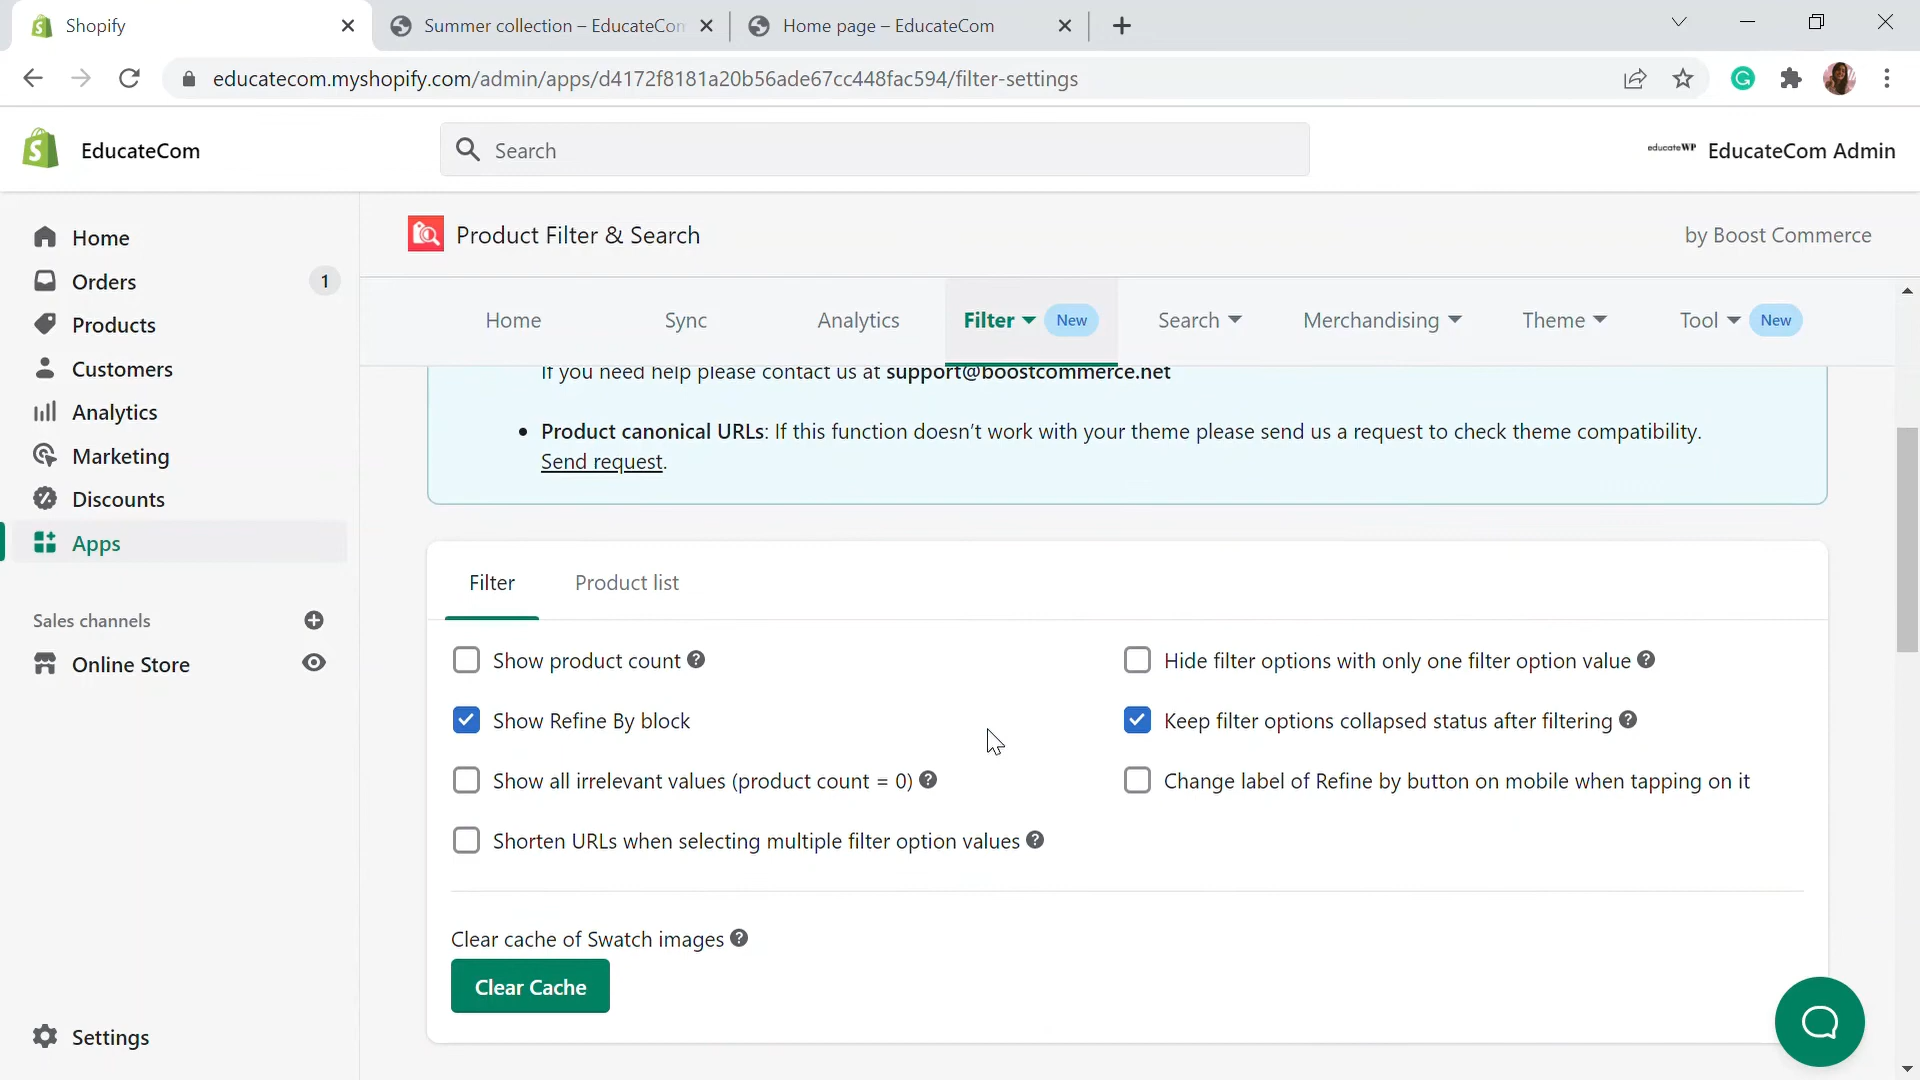 Shopify
Summer collection – EducateCom
Home page – EducateCom
educatecom.myshopify.com/admin/apps/d4172f8181a20b56ade67cc448fac594/filter-settings
EducateCom
Search
educateWP
EducateCom Admin
Home
Orders
1
Products
Customers
Analytics
Marketing
Discounts
Apps
Sales channels
Online Store
Settings
Product Filter & Search
by Boost Commerce
Home
Sync
Analytics
Filter
New
Search
Merchandising
Theme
Tool
New
If you need help please contact us at support@boostcommerce.net
• Product canonical URLs: If this function doesn’t work with your theme please send us a request to check theme compatibility.
Send request.
Filter
Product list
Show product count
Hide filter options with only one filter option value
Show Refine By block
Keep filter options collapsed status after filtering
Show all irrelevant values (product count = 0)
Change label of Refine by button on mobile when tapping on it
Shorten URLs when selecting multiple filter option values
Clear cache of Swatch images
Clear Cache